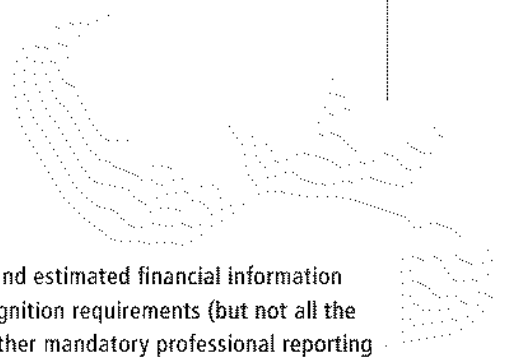 nd estimated financial information
gnition requirements (but not all the
ther mandatory professional reporting